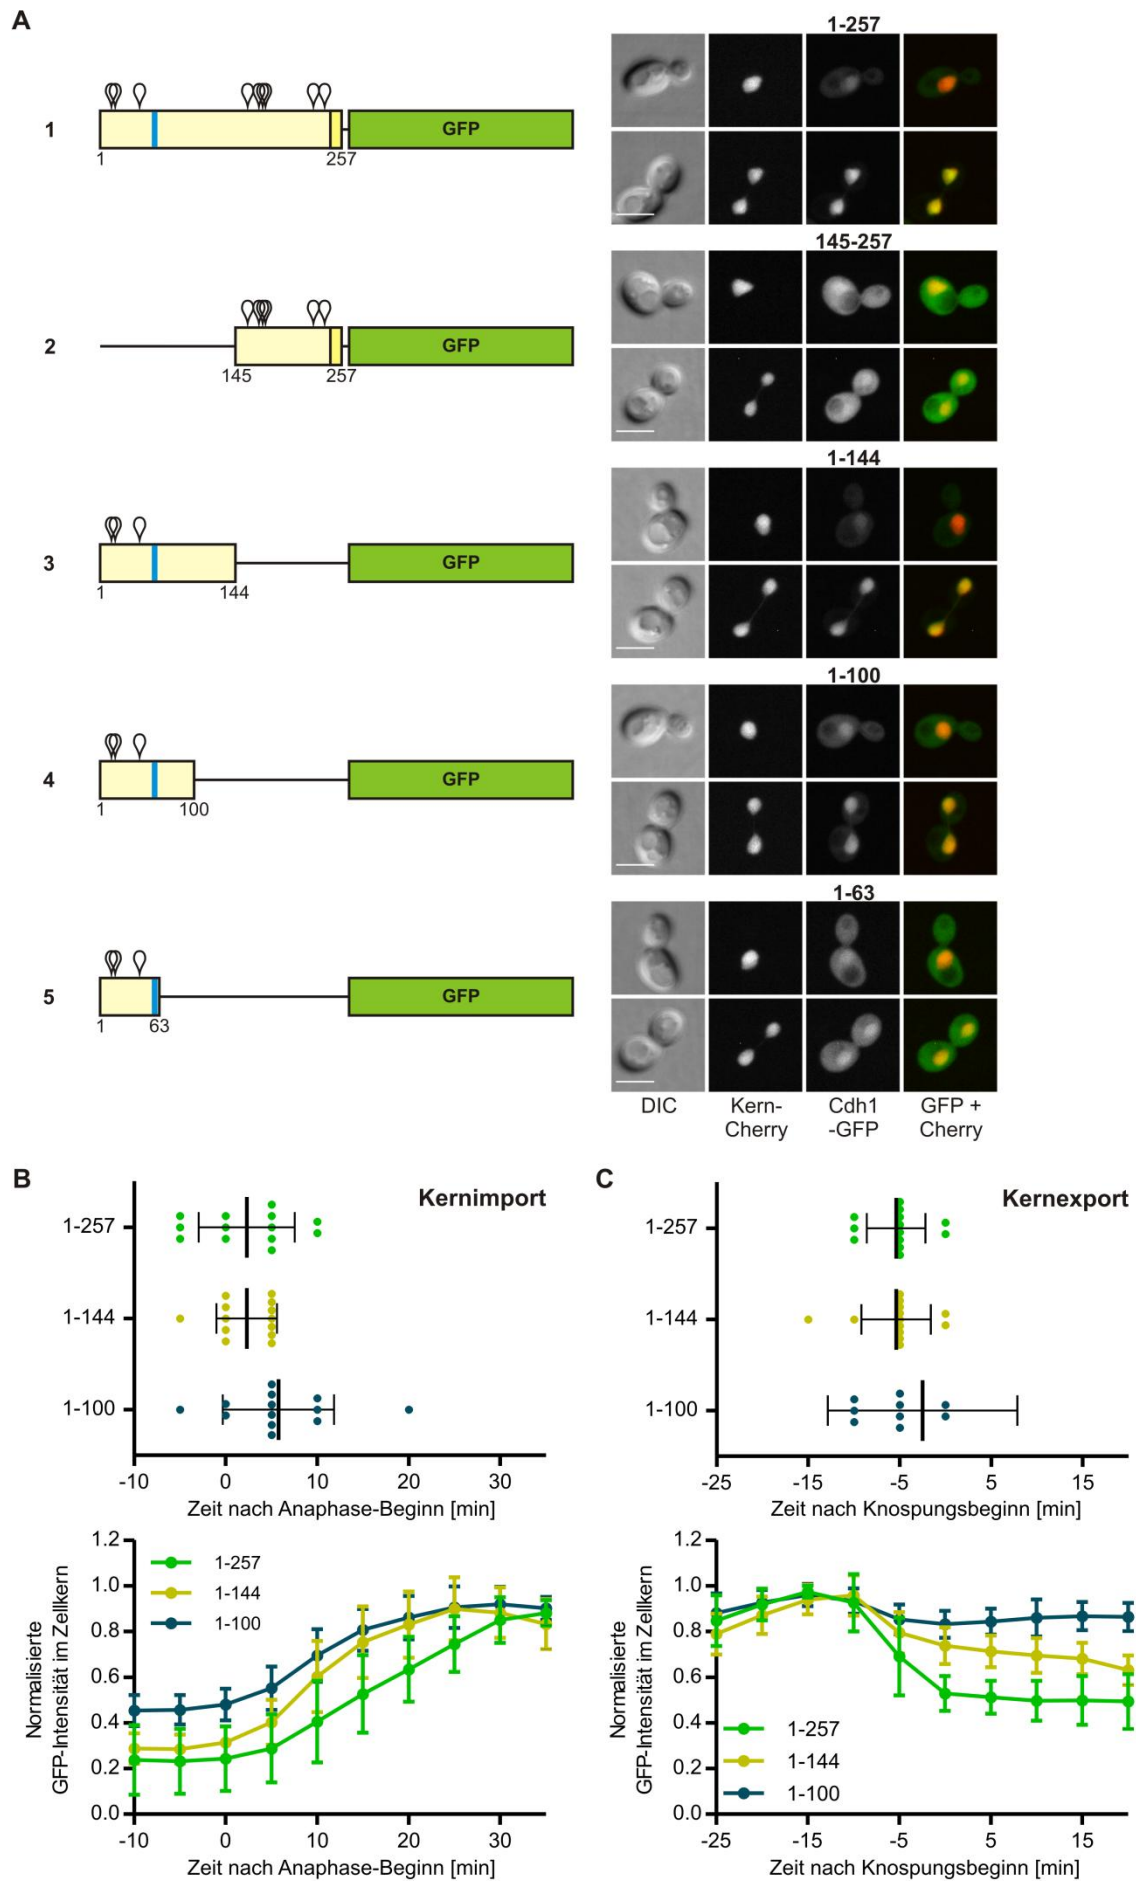 A
1-257
1
GFP
1
257
145-257
2
GFP
145
257
1-144
3
GFP
1
144
1-100
4
GFP
1
100
1-63
5
GFP
1
63
DIC
Kern-
Cherry
Cdh1
-GFP
GFP +
Cherry
B
Kernimport
1-257
1-144
1-100
-10 0 10 20 30
Zeit nach Anaphase-Beginn [min]
1.2
1.0
0.8
0.6
0.4
0.2
0.0
Normalisierte
GFP-Intensität im Zellkern
1-257
1-144
1-100
-10 0 10 20 30
Zeit nach Anaphase-Beginn [min]
C
Kernexport
1-257
1-144
1-100
-25 -15 -5 5 15
Zeit nach Knospungsbeginn [min]
1.2
1.0
0.8
0.6
0.4
0.2
0.0
Normalisierte
GFP-Intensität im Zellkern
1-257
1-144
1-100
-25 -15 -5 5 15
Zeit nach Knospungsbeginn [min]